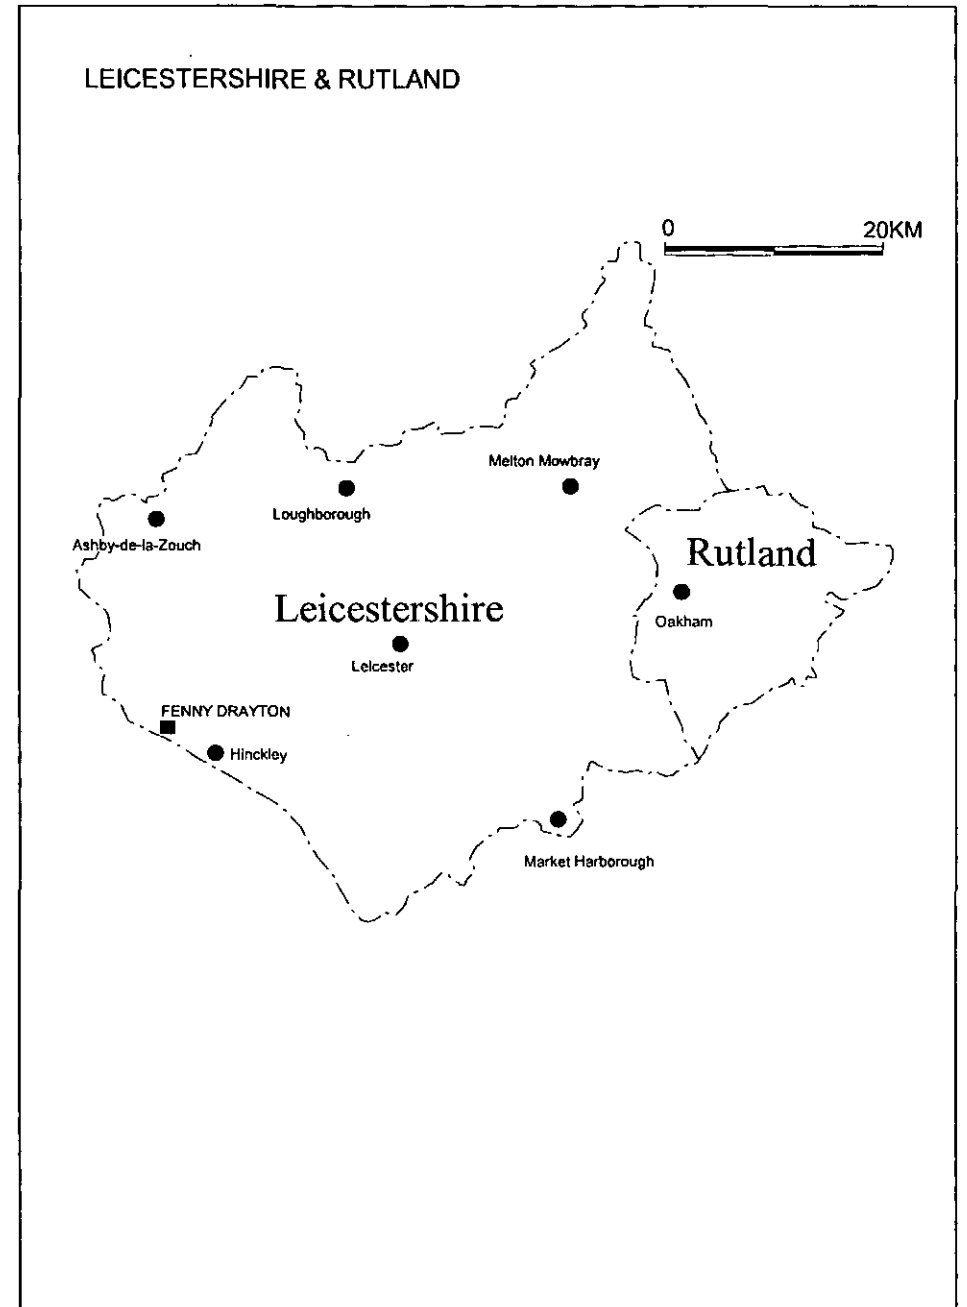 LEICESTERSHIRE & RUTLAND
0 20KM
Melton Mowbray
Loughborough
Ashby-de-la-Zouch
Rutland
Leicestershire
Oakham
Leicester
FENNY DRAYTON
Hinckley
Market Harborough